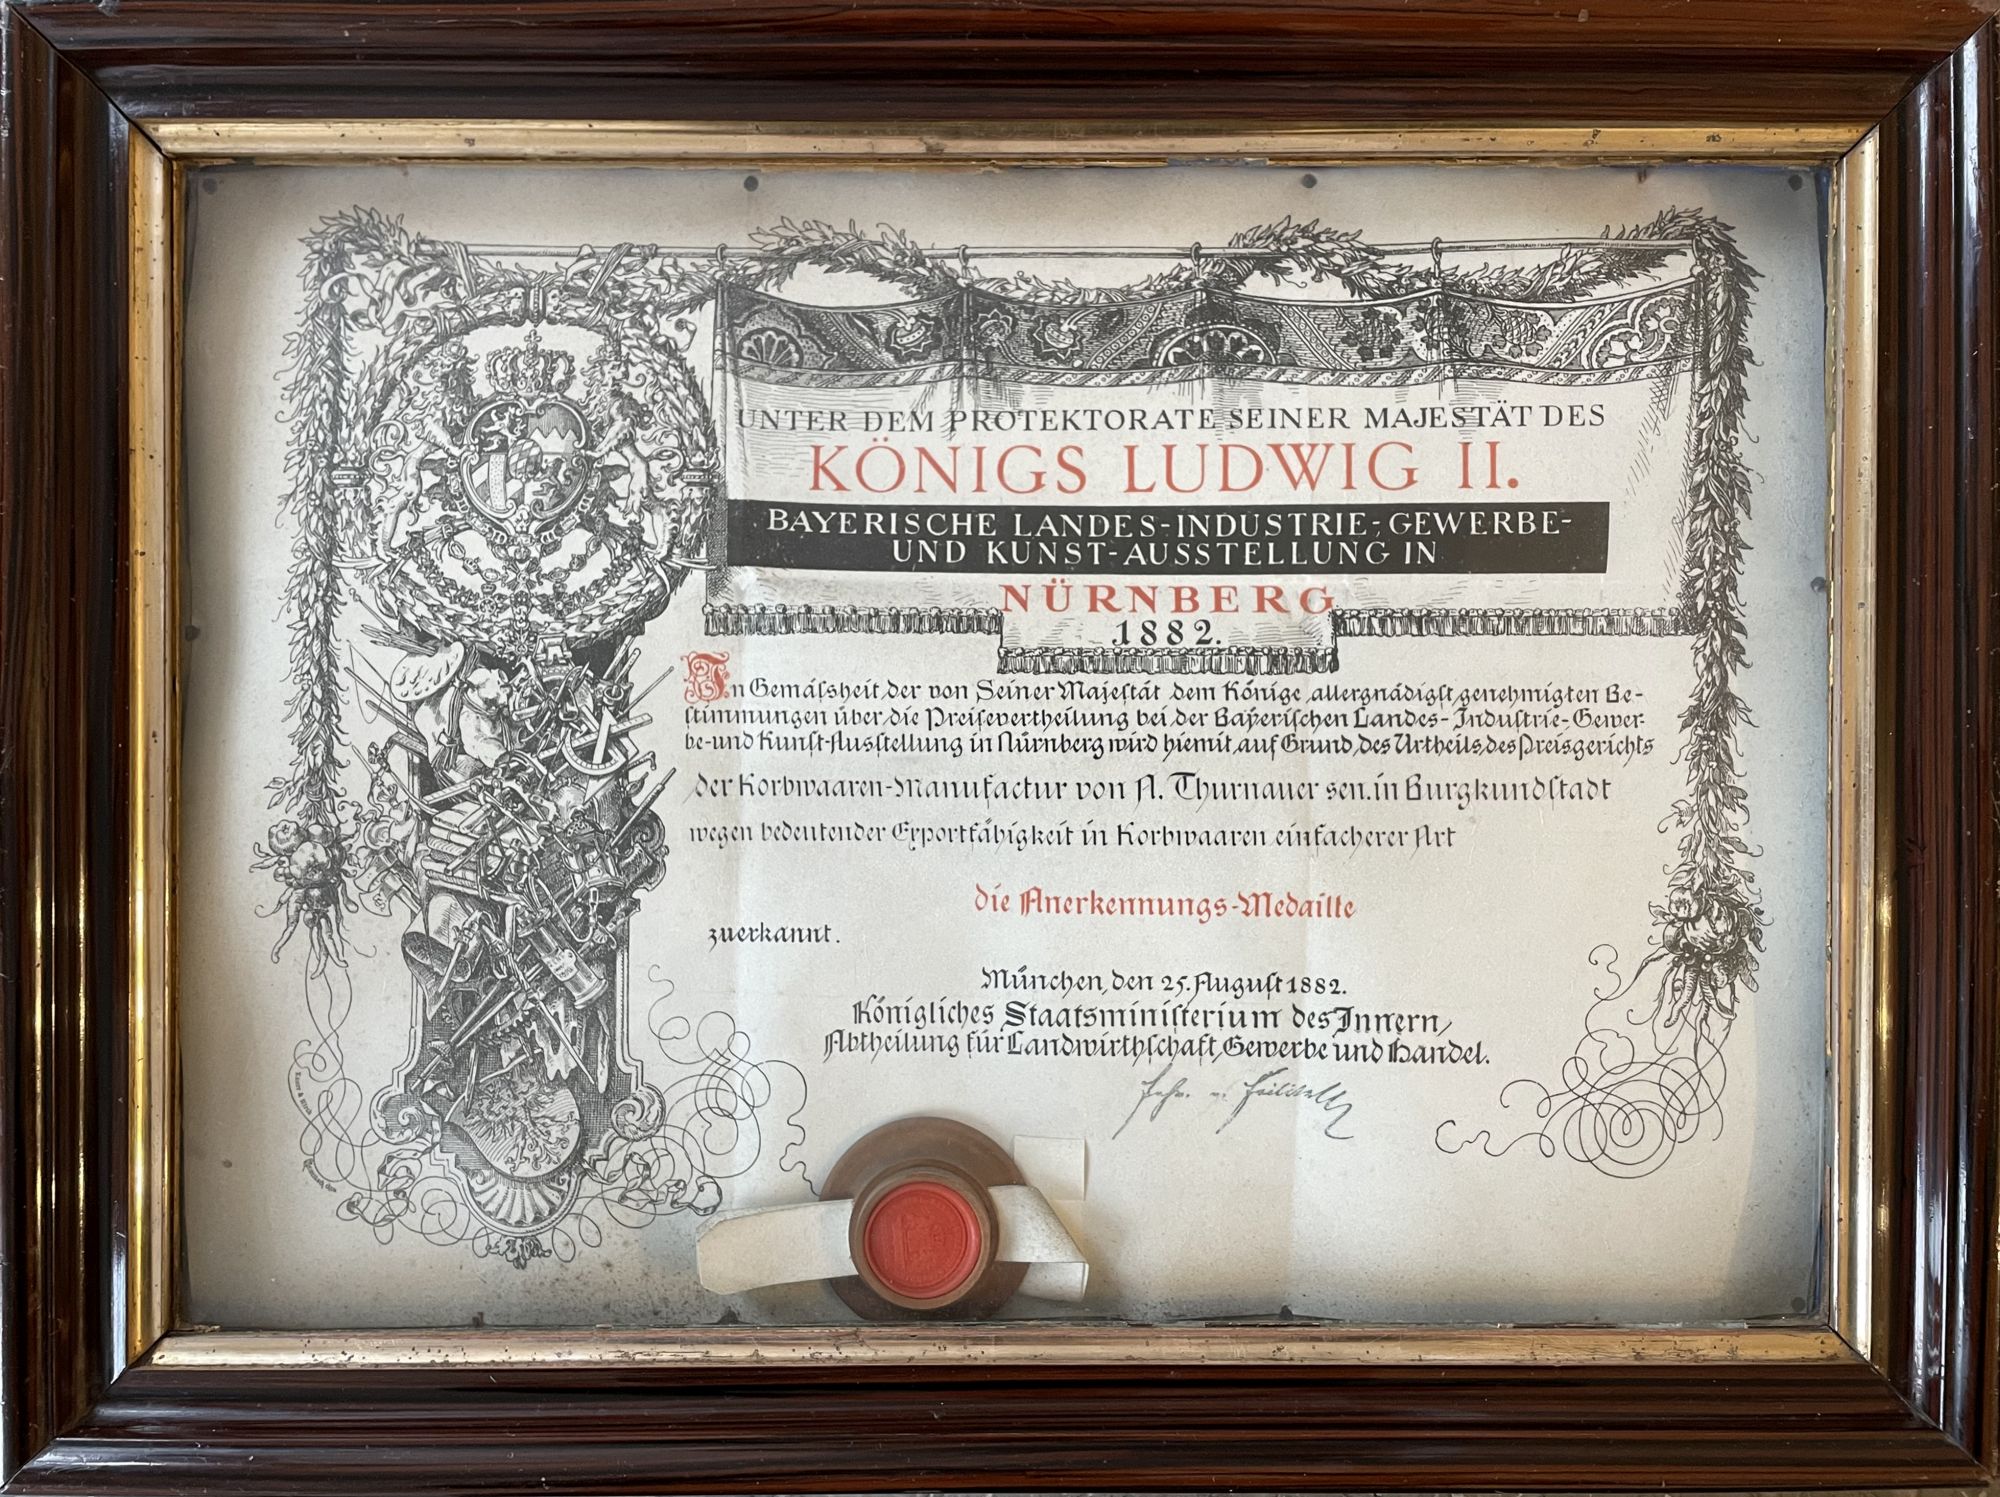 UNTER DEM PROTEKTORATE SEINER MAJESTÄT DES
KÖNIGS LUDWIG II.
BAYERISCHE LANDES-INDUSTRIE-, GEWERBE-
UND KUNST-AUSSTELLUNG IN
NÜRNBERG
1882.
In Gemäſsheit der von Seiner Majeſtät dem Könige allergnädigſt genehmigten Be-
stimmungen über die Preisevertheilung bei der Bayeriſchen Landes-Induſtrie-Gewer-
be-und Kunſt-Ausſtellung in Nürnberg wird hiemit auf Grund des Urtheils des Preisgerichts
der Korbwaaren-Manufactur von A. Thurnauer sen. in Burgkundſtadt
wegen bedeutender Exportfähigkeit in Korbwaaren einfacherer Art
die Anerkennungs-Medaille
zuerkannt.
München, den 25. Auguſt 1882.
Königliches Staatsminiſterium des Innern,
Abtheilung für Landwirthſchaft, Gewerbe und Handel.
Frhr. v. Feilitzsch